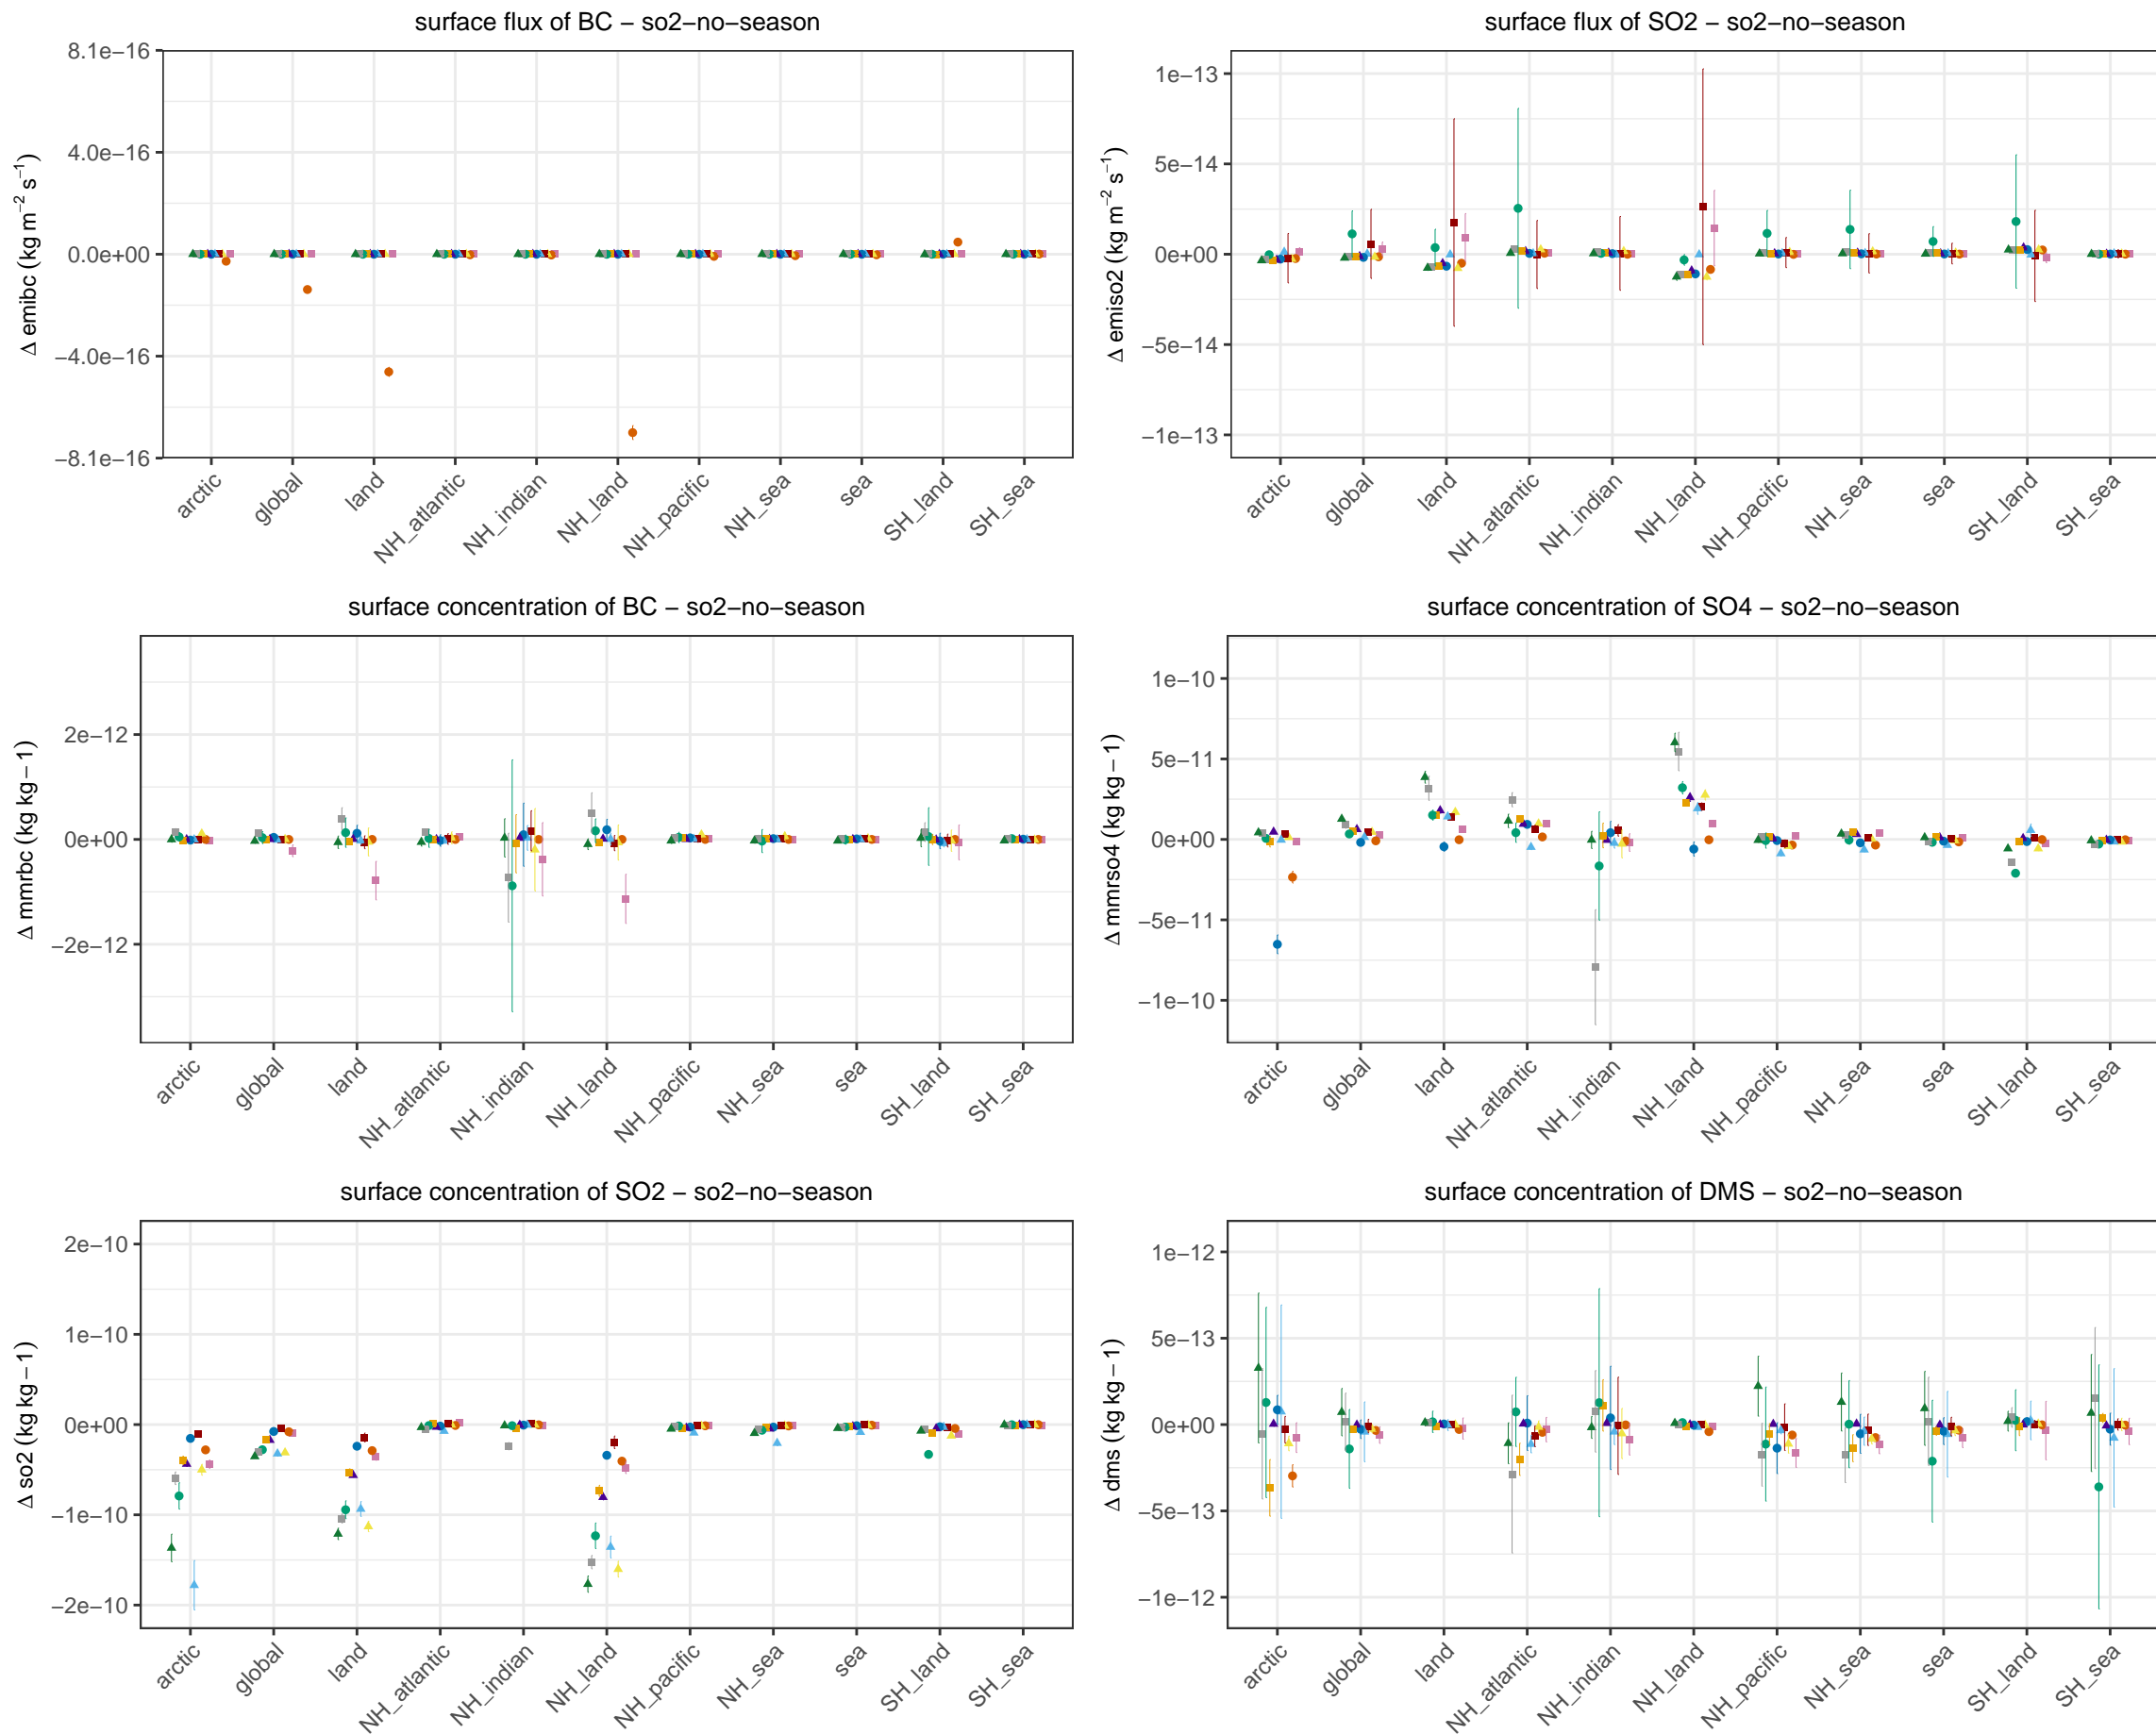 surface flux of BC − so2−no−season
8.1e−16
4.0e−16
0.0e+00
−4.0e−16
−8.1e−16
Δ emibc (kg m−2 s−1)
arctic global land NH_atlantic NH_indian NH_land NH_pacific NH_sea sea SH_land SH_sea
surface flux of SO2 − so2−no−season
1e−13
5e−14
0e+00
−5e−14
−1e−13
Δ emiso2 (kg m−2 s−1)
arctic global land NH_atlantic NH_indian NH_land NH_pacific NH_sea sea SH_land SH_sea
surface concentration of BC − so2−no−season
2e−12
0e+00
−2e−12
Δ mmrbc (kg kg−1)
arctic global land NH_atlantic NH_indian NH_land NH_pacific NH_sea sea SH_land SH_sea
surface concentration of SO4 − so2−no−season
1e−10
5e−11
0e+00
−5e−11
−1e−10
Δ mmrso4 (kg kg−1)
arctic global land NH_atlantic NH_indian NH_land NH_pacific NH_sea sea SH_land SH_sea
surface concentration of SO2 − so2−no−season
2e−10
1e−10
0e+00
−1e−10
−2e−10
Δ so2 (kg kg−1)
arctic global land NH_atlantic NH_indian NH_land NH_pacific NH_sea sea SH_land SH_sea
surface concentration of DMS − so2−no−season
1e−12
5e−13
0e+00
−5e−13
−1e−12
Δ dms (kg kg−1)
arctic global land NH_atlantic NH_indian NH_land NH_pacific NH_sea sea SH_land SH_sea